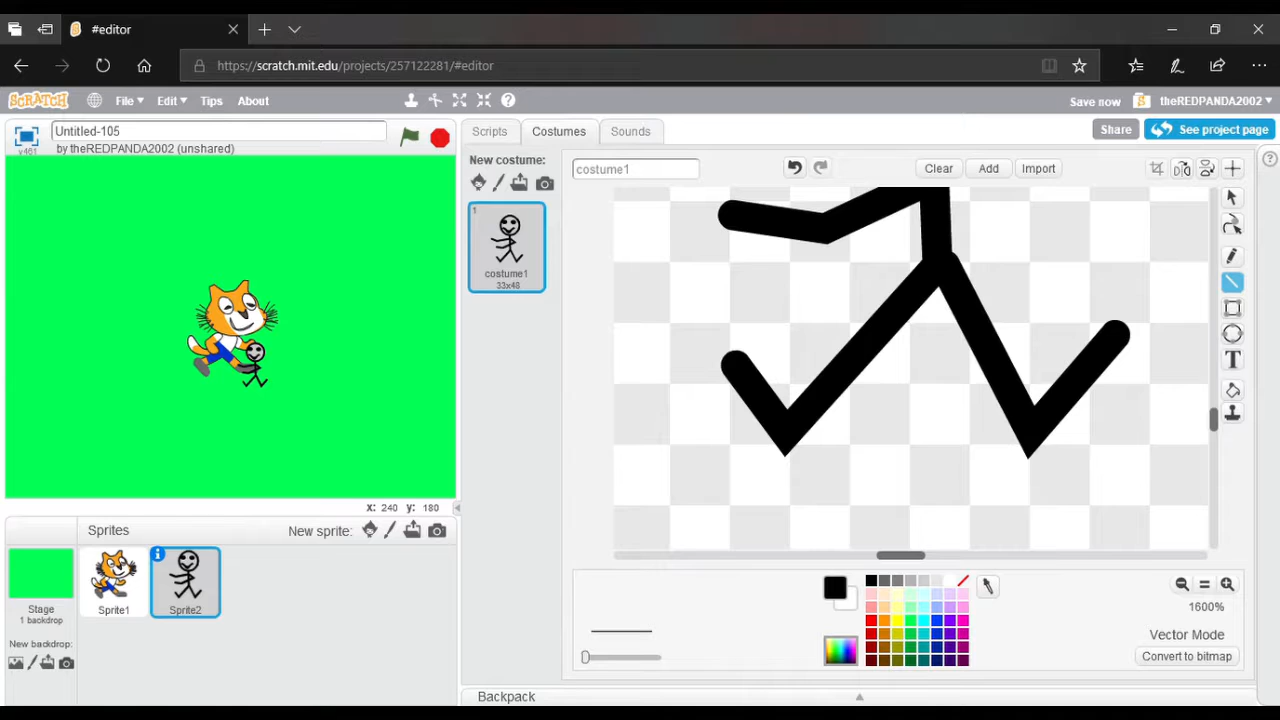 #editor
https://scratch.mit.edu/projects/257122281/#editor
SCRATCH File Edit Tips About Save now theREDPANDA2002
Untitled-105
by theREDPANDA2002 (unshared)
v461
Scripts Costumes Sounds
Share See project page
New costume:
costume1
Clear Add Import
1
costume1
33x48
T
x: 240 y: 180
Sprites New sprite:
Stage
1 backdrop
Sprite1
Sprite2
New backdrop:
1600%
Vector Mode
Convert to bitmap
Backpack